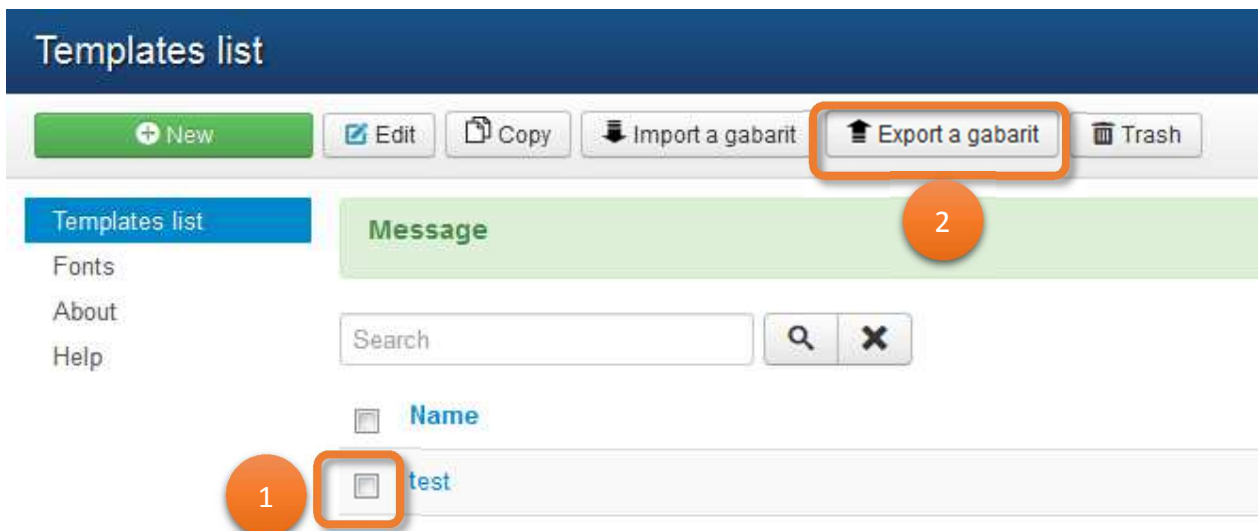 Templates list
New Edit Copy Import a gabarit Export a gabarit Trash
Templates list
Message
2
Fonts
About
Help
Search
Name
1
test